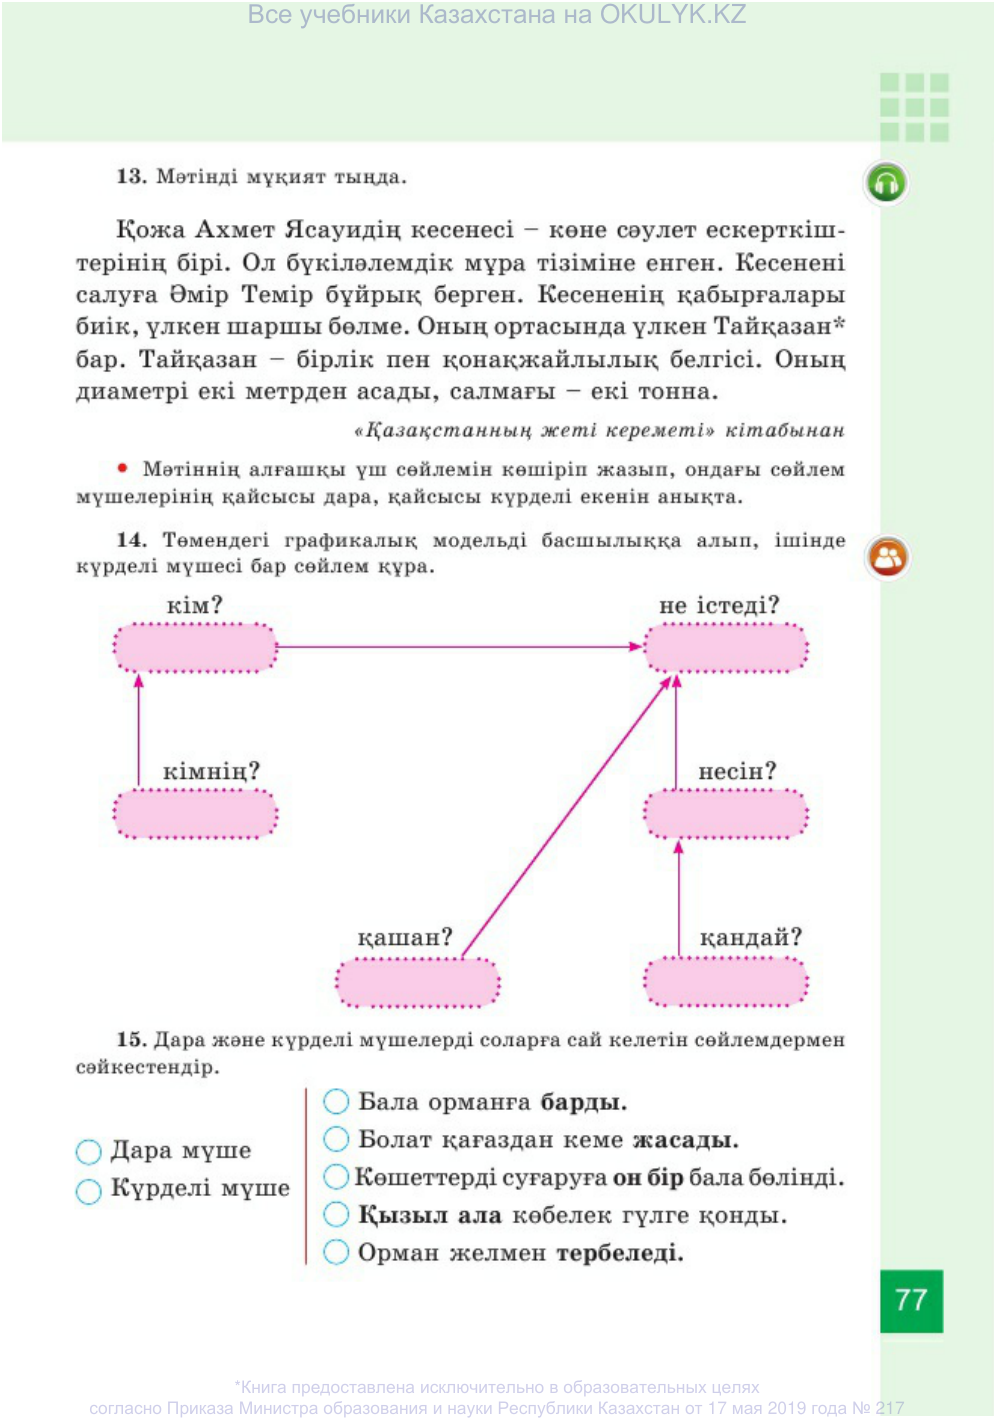 Все учебники Казахстана на OKULYK.KZ
13. Мәтінді мұқият тыңда.
Қожа Ахмет Ясауидің кесенесі – көне сәулет ескерткіш-
терінің бірі. Ол бүкіләлемдік мұра тізіміне енген. Кесенені
салуға Әмір Темір бұйрық берген. Кесененің қабырғалары
биік, үлкен шаршы бөлме. Оның ортасында үлкен Тайқазан*
бар. Тайқазан – бірлік пен қонақжайлылық белгісі. Оның
диаметрі екі метрден асады, салмағы – екі тонна.
«Қазақстанның жеті кереметі» кітабынан
• Мәтіннің алғашқы үш сөйлемін көшіріп жазып, ондағы сөйлем
мүшелерінің қайсысы дара, қайсысы күрделі екенін анықта.
14. Төмендегі графикалық модельді басшылыққа алып, ішінде
күрделі мүшесі бар сөйлем құра.
кім? не істеді?
кімнің? несін?
қашан? қандай?
15. Дара және күрделі мүшелерді соларға сай келетін сөйлемдермен
сәйкестендір.
Дара мүше
Күрделі мүше
Бала орманға барды.
Болат қағаздан кеме жасады.
Көшеттерді суғаруға он бір бала бөлінді.
Қызыл ала көбелек гүлге қонды.
Орман желмен тербеледі.
77
*Книга предоставлена исключительно в образовательных целях
согласно Приказа Министра образования и науки Республики Казахстан от 17 мая 2019 года № 217